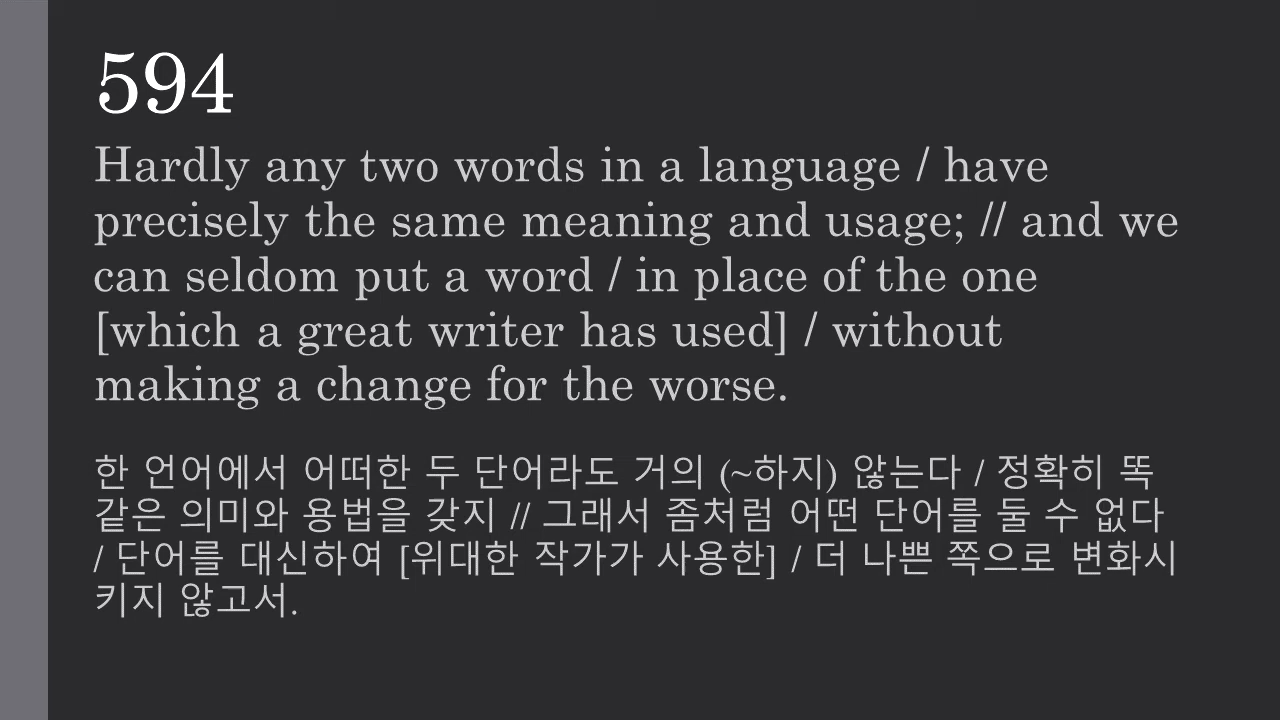 594
Hardly any two words in a language / have
precisely the same meaning and usage; // and we
can seldom put a word / in place of the one
[which a great writer has used] / without
making a change for the worse.
한 언어에서 어떠한 두 단어라도 거의 (~하지) 않는다 / 정확히 똑
같은 의미와 용법을 갖지 // 그래서 좀처럼 어떤 단어를 둘 수 없다
/ 단어를 대신하여 [위대한 작가가 사용한] / 더 나쁜 쪽으로 변화시
키지 않고서.